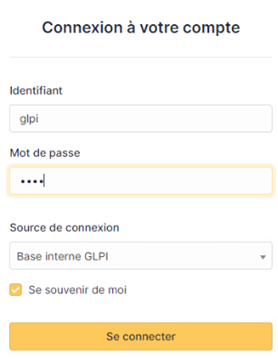 Connexion à votre compte
Identifiant
glpi
Mot de passe
••••
Source de connexion
Base interne GLPI
Se souvenir de moi
Se connecter